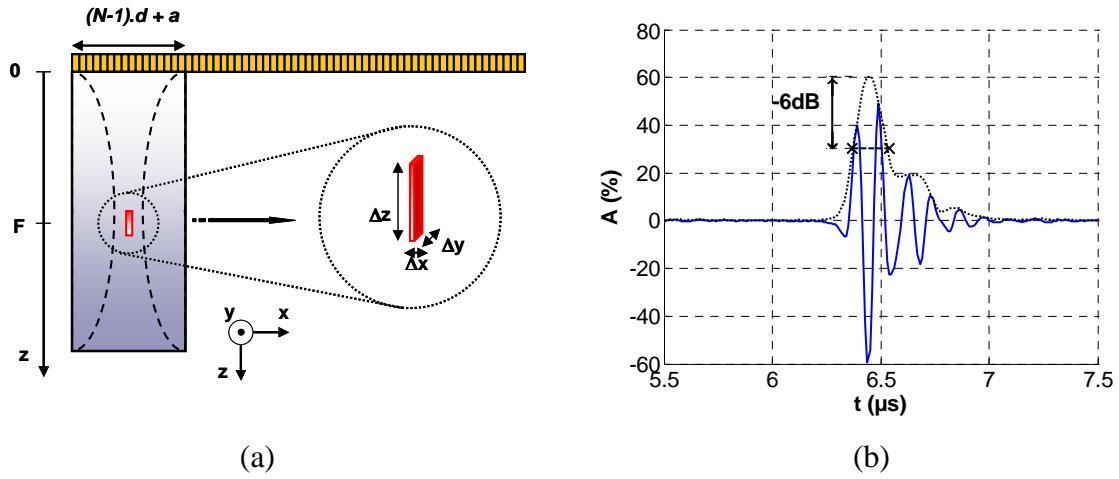 (N-1).d + a
0
F
z
Δz
Δy
Δx
y
x
z
(a)
80
60
40
20
0
-20
-40
-60
A (%)
-6dB
5.5
6
6.5
7
7.5
t (µs)
(b)